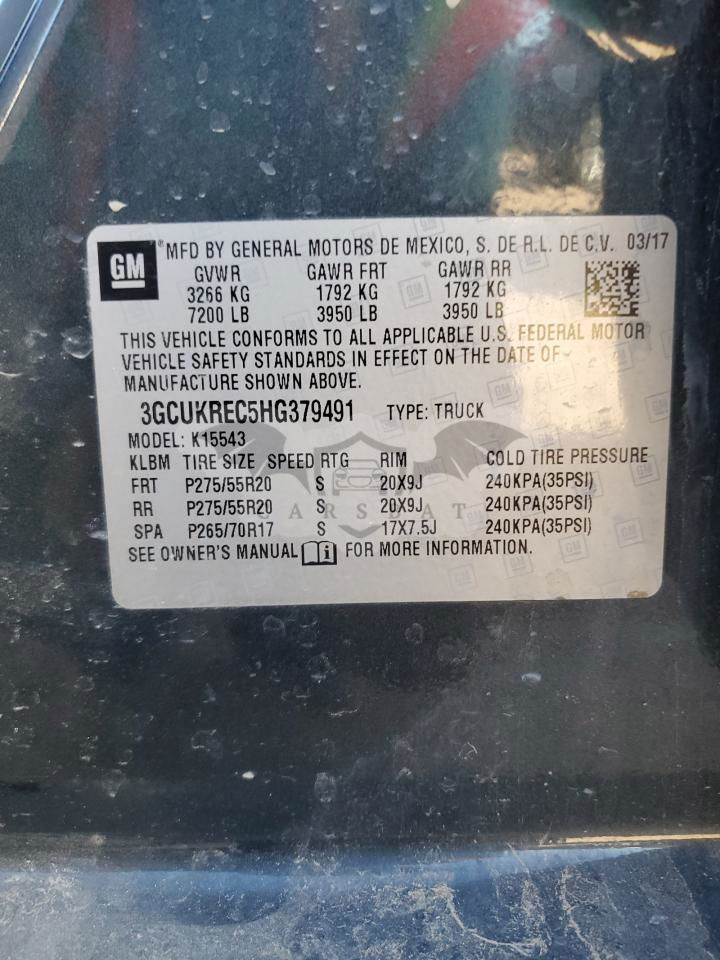 GM ® MFD BY GENERAL MOTORS DE MEXICO, S. DE R.L. DE C.V. 03/17
GVWR GAWR FRT GAWR RR
3266 KG 1792 KG 1792 KG
7200 LB 3950 LB 3950 LB
THIS VEHICLE CONFORMS TO ALL APPLICABLE U.S. FEDERAL MOTOR
VEHICLE SAFETY STANDARDS IN EFFECT ON THE DATE OF
MANUFACTURE SHOWN ABOVE.
3GCUKREC5HG379491 TYPE: TRUCK
MODEL: K15543
KLBM TIRE SIZE SPEED RTG RIM COLD TIRE PRESSURE
FRT P275/55R20 S 20X9J 240KPA(35PSI)
RR P275/55R20 S 20X9J 240KPA(35PSI)
CARSBAT
SPA P265/70R17 S 17X7.5J 240KPA(35PSI)
SEE OWNER'S MANUAL i FOR MORE INFORMATION.